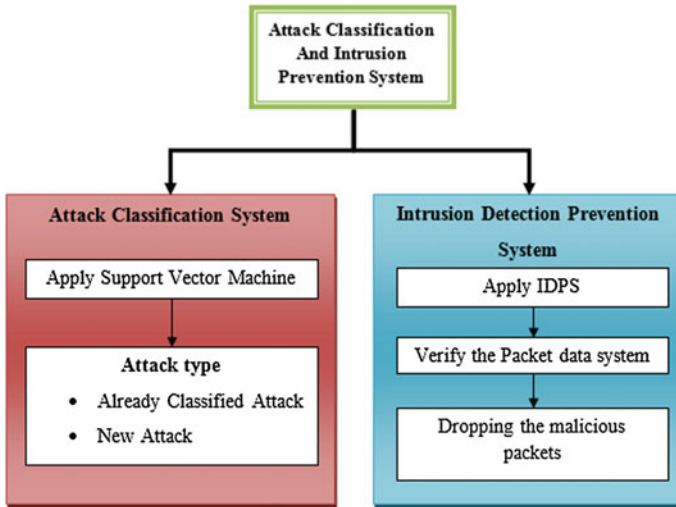 Attack Classification
And Intrusion
Prevention System
Attack Classification System
Apply Support Vector Machine
Attack type
• Already Classified Attack
• New Attack
Intrusion Detection Prevention
System
Apply IDPS
Verify the Packet data system
Dropping the malicious
packets